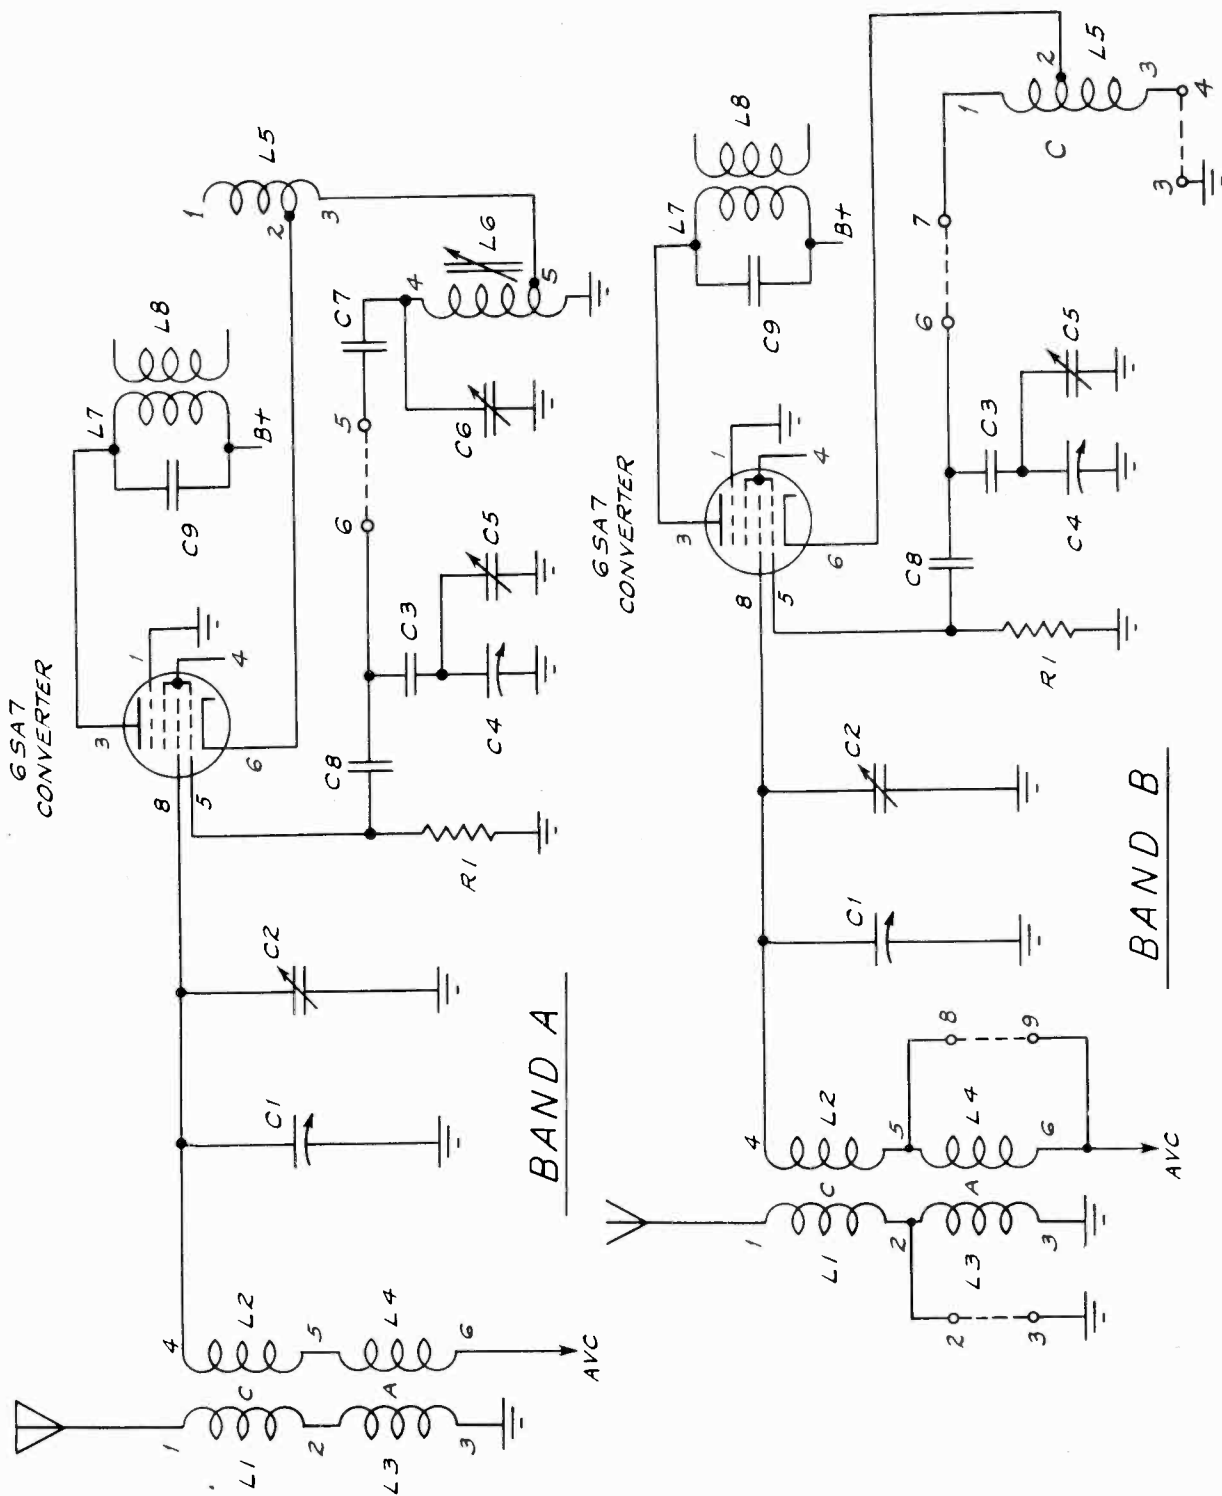 6SA7
CONVERTER
3
8
5
6
1
4
L7
L8
C9
B+
1
2
3
L5
C8
R1
C3
C4
C5
6
5
C7
C6
4
5
L6
C1
C2
4
L2
5
L4
6
AVC
1
L1
C
2
L3
A
3
BAND A
6SA7
CONVERTER
3
8
5
6
1
4
L7
L8
C9
B+
1
2
3
L5
C
4
3
7
6
C8
R1
C3
C4
C5
C1
C2
4
L2
5
L4
6
8
9
AVC
1
L1
C
2
L3
A
3
2
3
BAND B